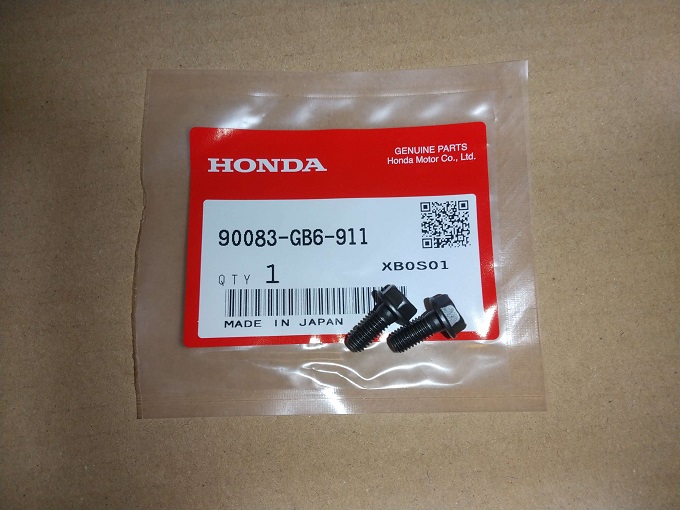 HONDA
GENUINE PARTS
Honda Motor Co., Ltd.
90083-GB6-911
XB0S01
QTY 1
MADE IN JAPAN